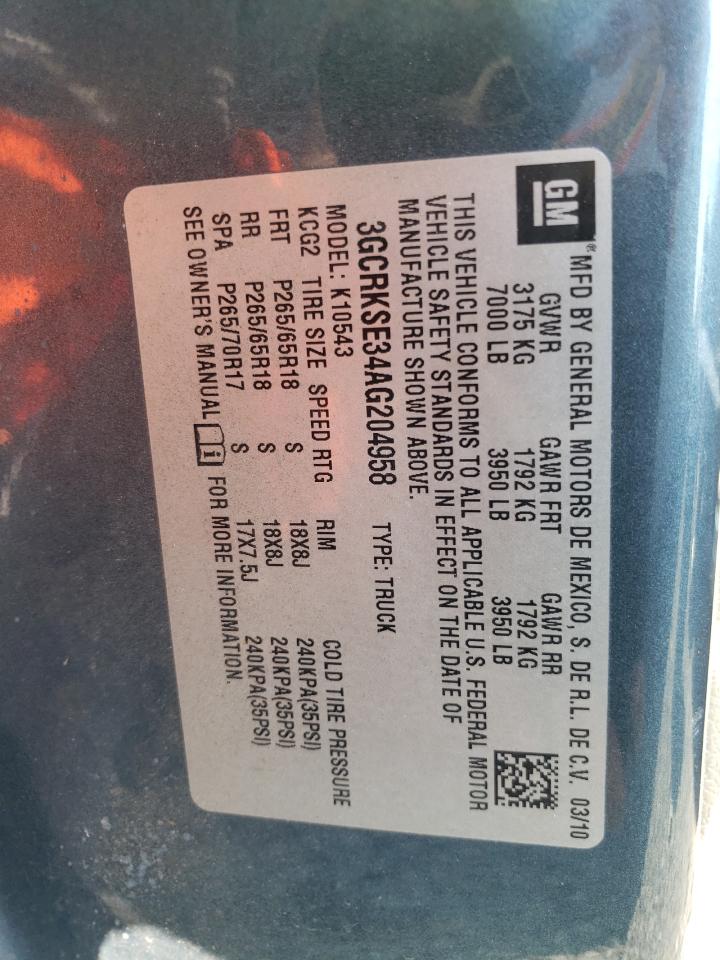 GM® MFD BY GENERAL MOTORS DE MEXICO, S. DE R.L. DE C.V. 03/10
GVWR GAWR FRT GAWR RR
3175 KG 1792 KG 1792 KG
7000 LB 3950 LB 3950 LB
THIS VEHICLE CONFORMS TO ALL APPLICABLE U.S. FEDERAL MOTOR
VEHICLE SAFETY STANDARDS IN EFFECT ON THE DATE OF
MANUFACTURE SHOWN ABOVE.
3GCRKSE34AG204958 TYPE: TRUCK
MODEL: K10543
KCG2 TIRE SIZE SPEED RTG RIM COLD TIRE PRESSURE
FRT P265/65R18 S 18X8J 240KPA(35PSI)
RR P265/65R18 S 18X8J 240KPA(35PSI)
SPA P265/70R17 S 17X7.5J 240KPA(35PSI)
SEE OWNER'S MANUAL i FOR MORE INFORMATION.